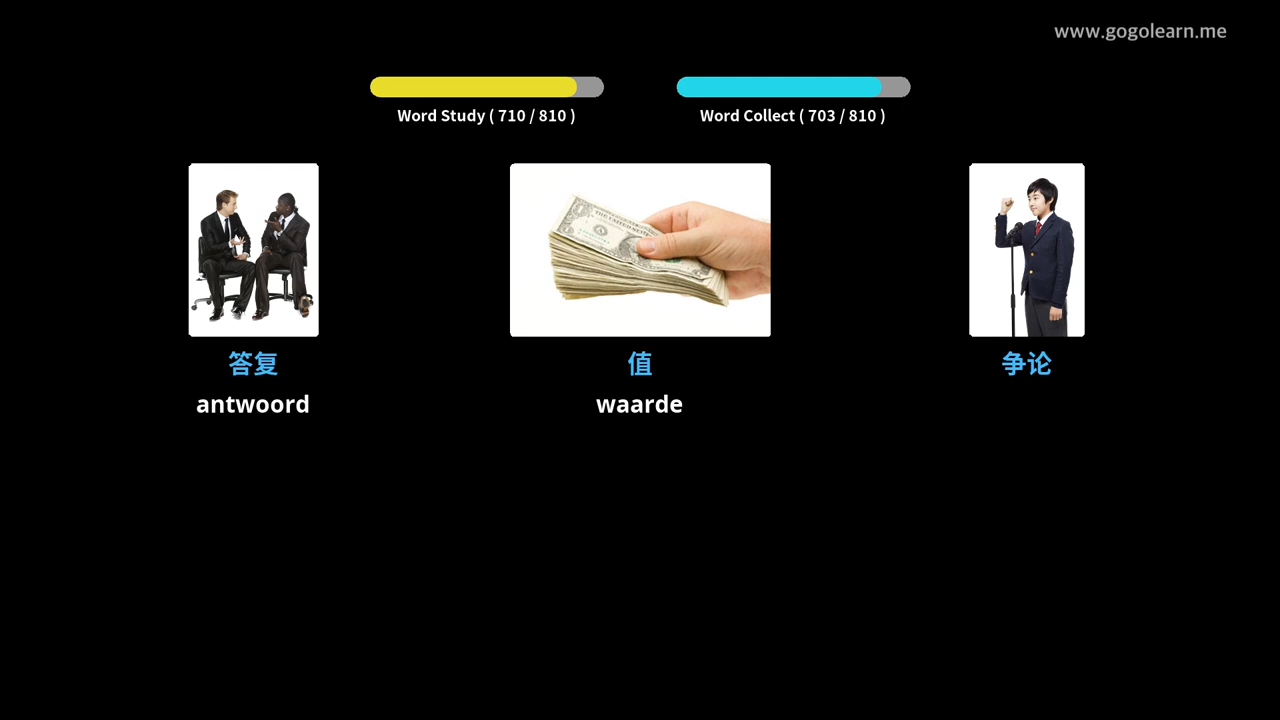 www.gogolearn.me
Word Study ( 710 / 810 )
Word Collect ( 703 / 810 )
答复
值
争论
antwoord
waarde